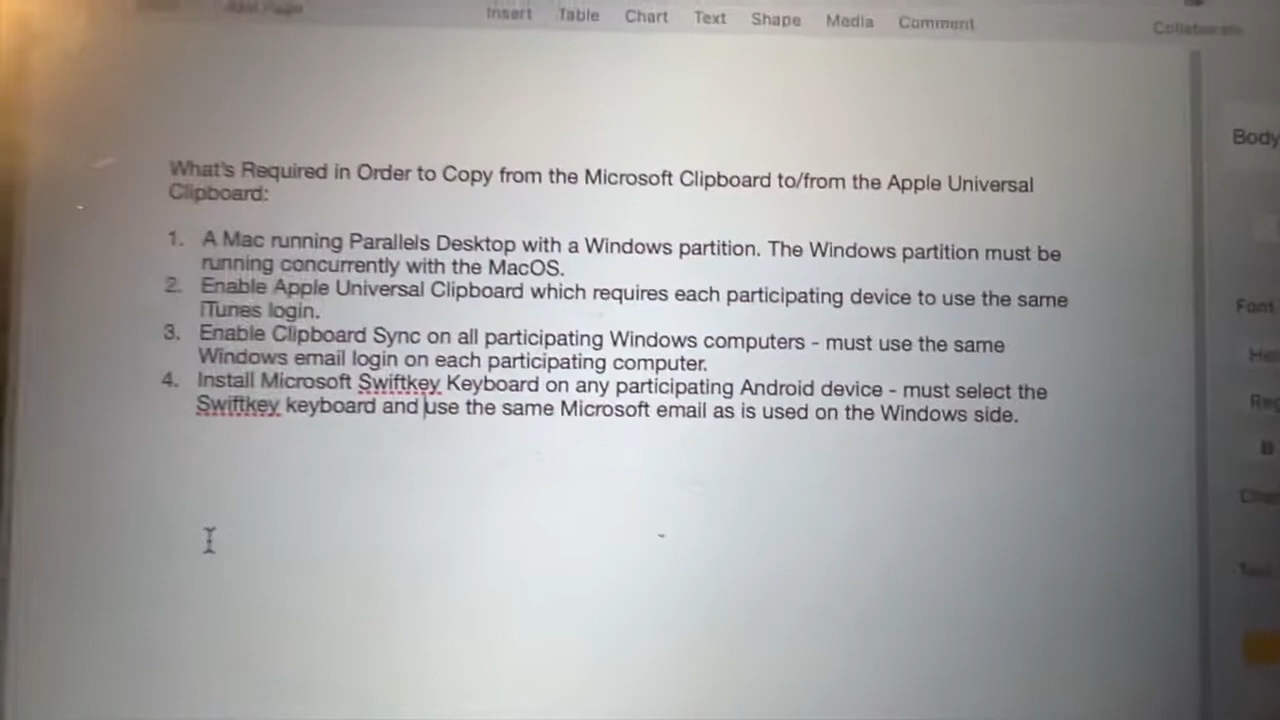 Insert Table Chart Text Shape Media Comment
Collaborate
Body
What's Required in Order to Copy from the Microsoft Clipboard to/from the Apple Universal
Clipboard:
1. A Mac running Parallels Desktop with a Windows partition. The Windows partition must be
running concurrently with the MacOS.
2. Enable Apple Universal Clipboard which requires each participating device to use the same
iTunes login.
3. Enable Clipboard Sync on all participating Windows computers - must use the same
Windows email login on each participating computer.
4. Install Microsoft Swiftkey Keyboard on any participating Android device - must select the
Swiftkey keyboard and use the same Microsoft email as is used on the Windows side.
Font
B